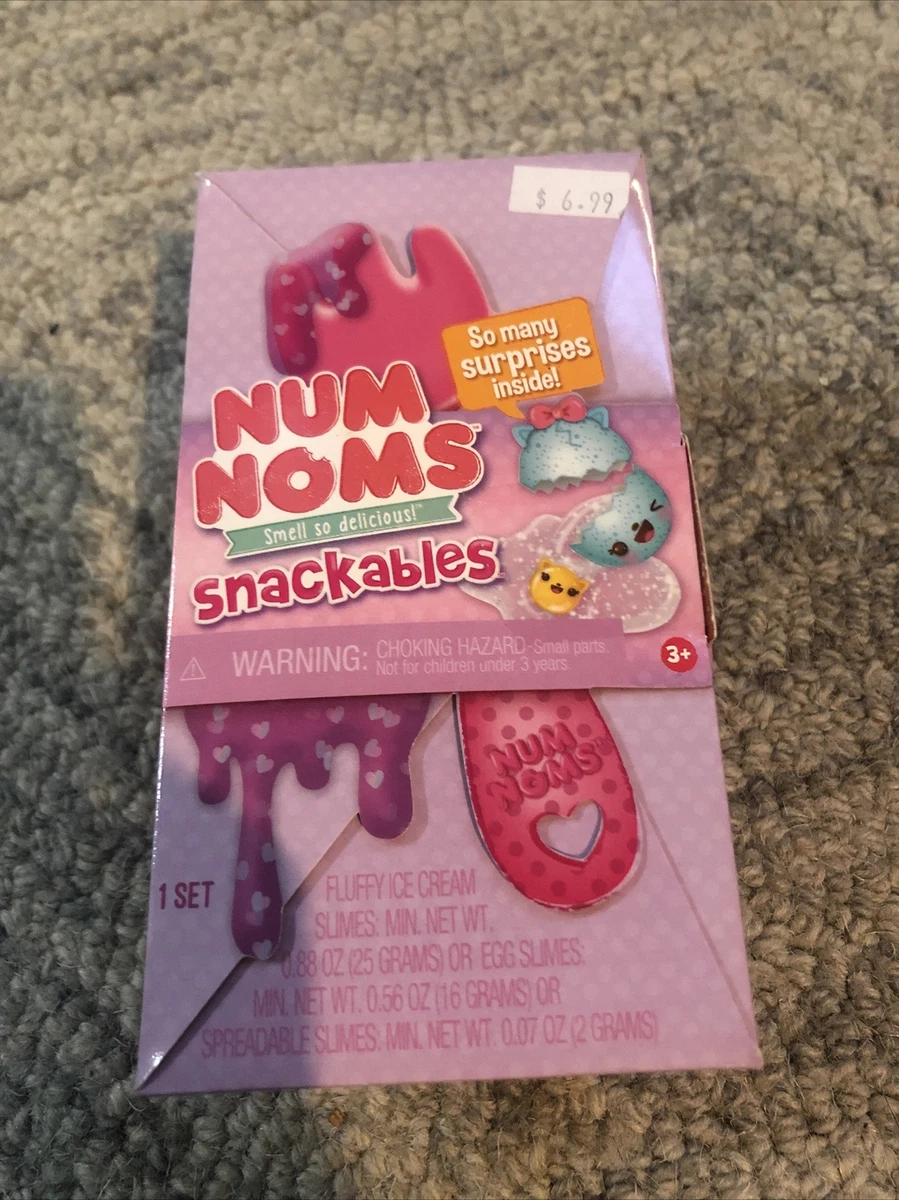 $ 6.99
So many
surprises
inside!
NUM
NOMS™
Smell so delicious!™
snackables
WARNING: CHOKING HAZARD-Small parts.
Not for children under 3 years.
3+
NUM
NOMS
1 SET
FLUFFY ICE CREAM
SLIMES: MIN. NET WT.
0.88 OZ (25 GRAMS) OR EGG SLIMES:
MIN. NET WT. 0.56 OZ (16 GRAMS) OR
SPREADABLE SLIMES: MIN. NET WT. 0.07 OZ (2 GRAMS)